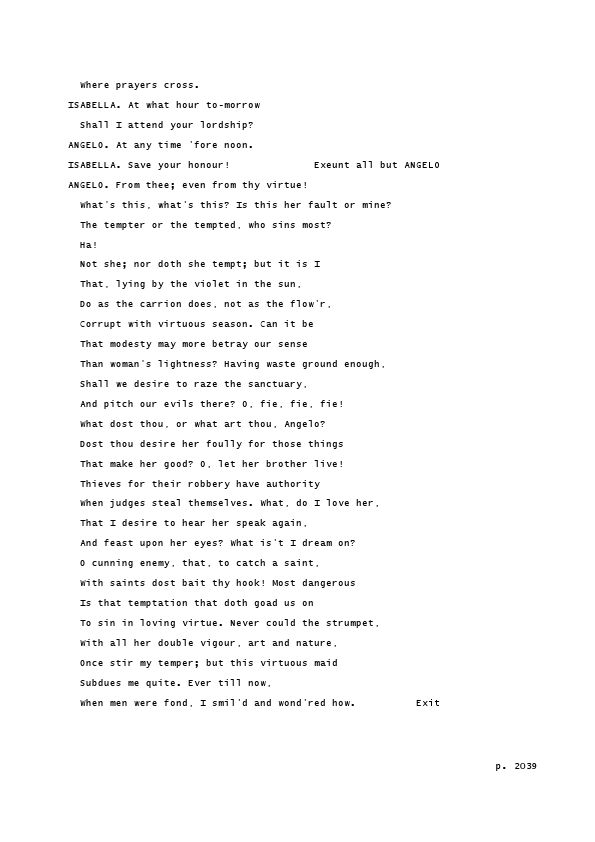 Where prayers cross.
ISABELLA. At what hour to-morrow
Shall I attend your lordship?
ANGELO. At any time 'fore noon.
ISABELLA. Save your honour!              Exeunt all but ANGELO
ANGELO. From thee; even from thy virtue!
What's this, what's this? Is this her fault or mine?
The tempter or the tempted, who sins most?
Ha!
Not she; nor doth she tempt; but it is I
That, lying by the violet in the sun,
Do as the carrion does, not as the flow'r,
Corrupt with virtuous season. Can it be
That modesty may more betray our sense
Than woman's lightness? Having waste ground enough,
Shall we desire to raze the sanctuary,
And pitch our evils there? O, fie, fie, fie!
What dost thou, or what art thou, Angelo?
Dost thou desire her foully for those things
That make her good? O, let her brother live!
Thieves for their robbery have authority
When judges steal themselves. What, do I love her,
That I desire to hear her speak again,
And feast upon her eyes? What is't I dream on?
O cunning enemy, that, to catch a saint,
With saints dost bait thy hook! Most dangerous
Is that temptation that doth goad us on
To sin in loving virtue. Never could the strumpet,
With all her double vigour, art and nature,
Once stir my temper; but this virtuous maid
Subdues me quite. Ever till now,
When men were fond, I smil'd and wond'red how.          Exit
p. 2039